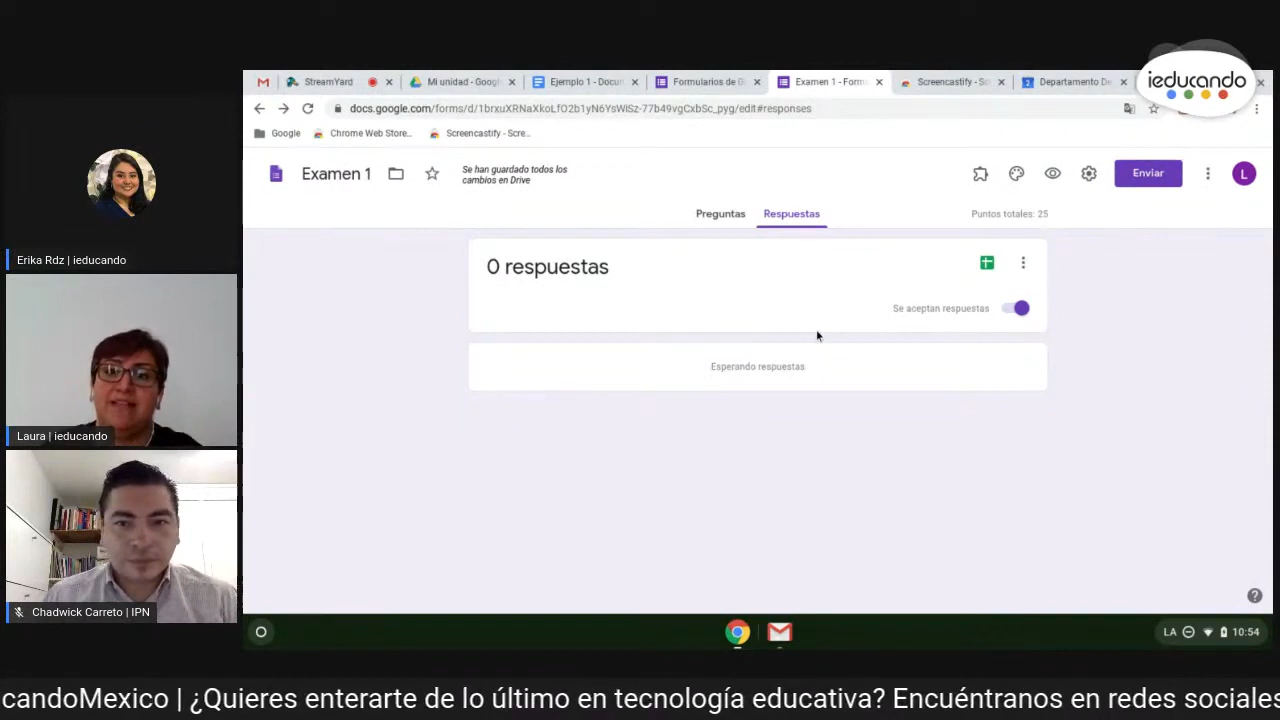 ieducando
StreamYard
Mi unidad - Googl
Ejemplo 1 - Docun
Formularios de G
Examen 1 - Form
Screencastify - Sc
Departamento De
docs.google.com/forms/d/1brxuXRNaXkoLfO2b1yN6YsWiSz-77b49vgCxbSc_pyg/edit#responses
Google
Chrome Web Store...
Screencastify - Scre...
Examen 1
Se han guardado todos los
cambios en Drive
Enviar
L
Preguntas
Respuestas
Puntos totales: 25
0 respuestas
Se aceptan respuestas
Esperando respuestas
Erika Rdz | ieducando
Laura | ieducando
Chadwick Carreto | IPN
LA
10:54
candoMexico | ¿Quieres enterarte de lo último en tecnología educativa? Encuéntranos en redes sociales